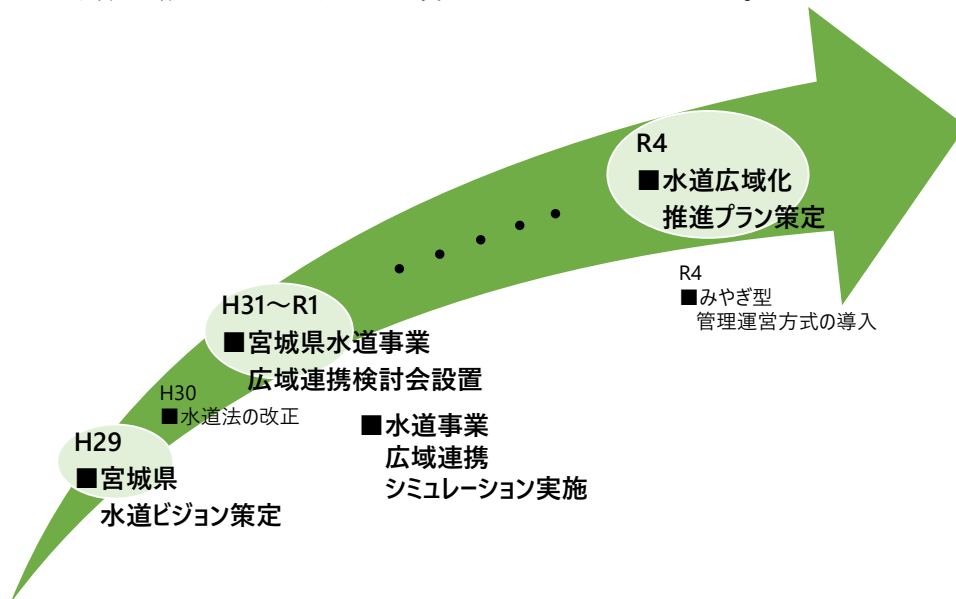 R4
■水道広域化
推進プラン策定
R4
■みやぎ型
管理運営方式の導入
H31～R1
■宮城県水道事業
広域連携検討会設置
H30
■水道法の改正
■水道事業
広域連携
シミュレーション実施
H29
■宮城県
水道ビジョン策定